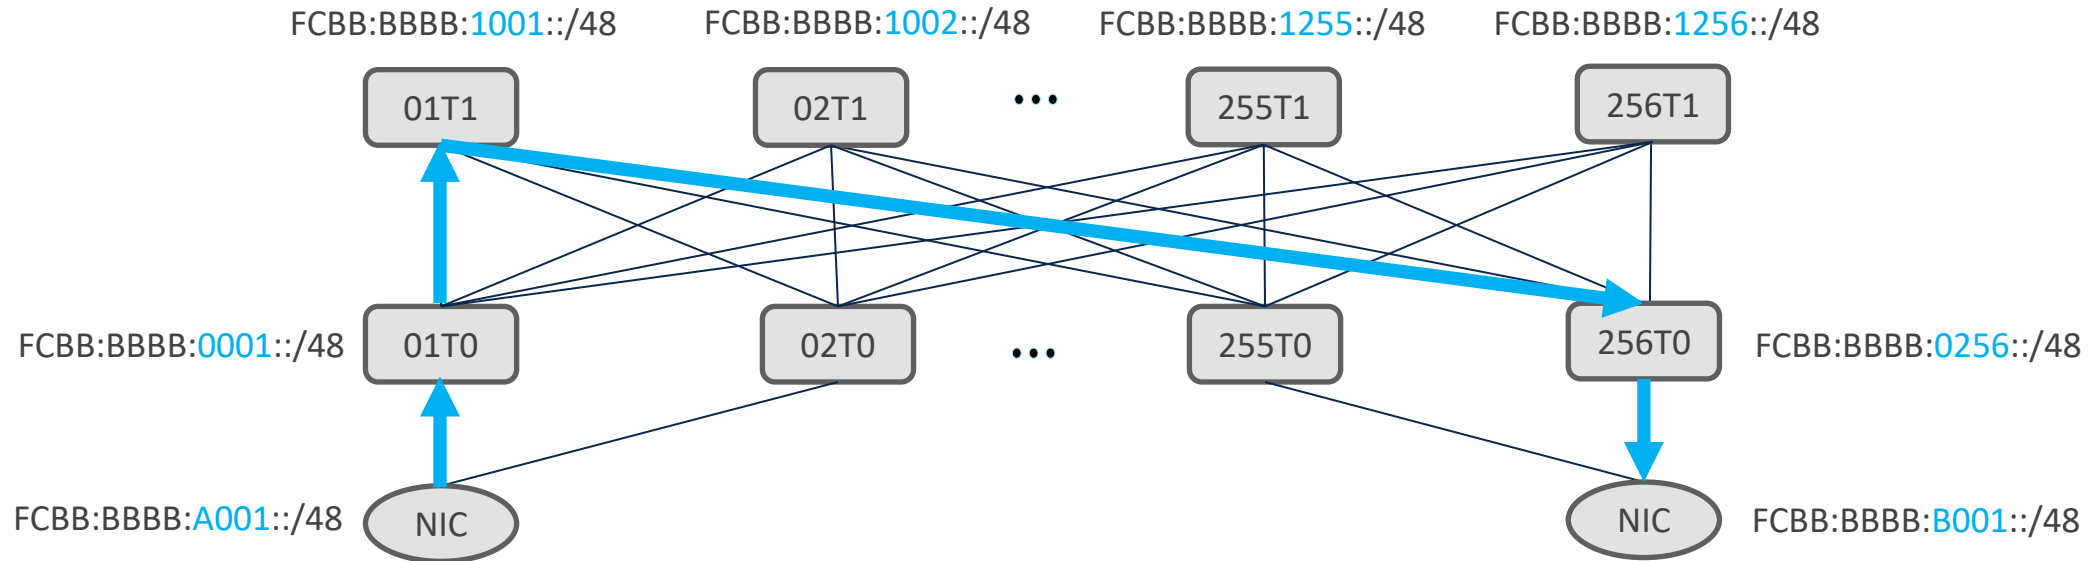 FCBB:BBBB:1001::/48 FCBB:BBBB:1002::/48 FCBB:BBBB:1255::/48 FCBB:BBBB:1256::/48
01T1 02T1 ... 255T1 256T1
FCBB:BBBB:0001::/48 01T0 02T0 ... 255T0 256T0 FCBB:BBBB:0256::/48
FCBB:BBBB:A001::/48 NIC NIC FCBB:BBBB:B001::/48